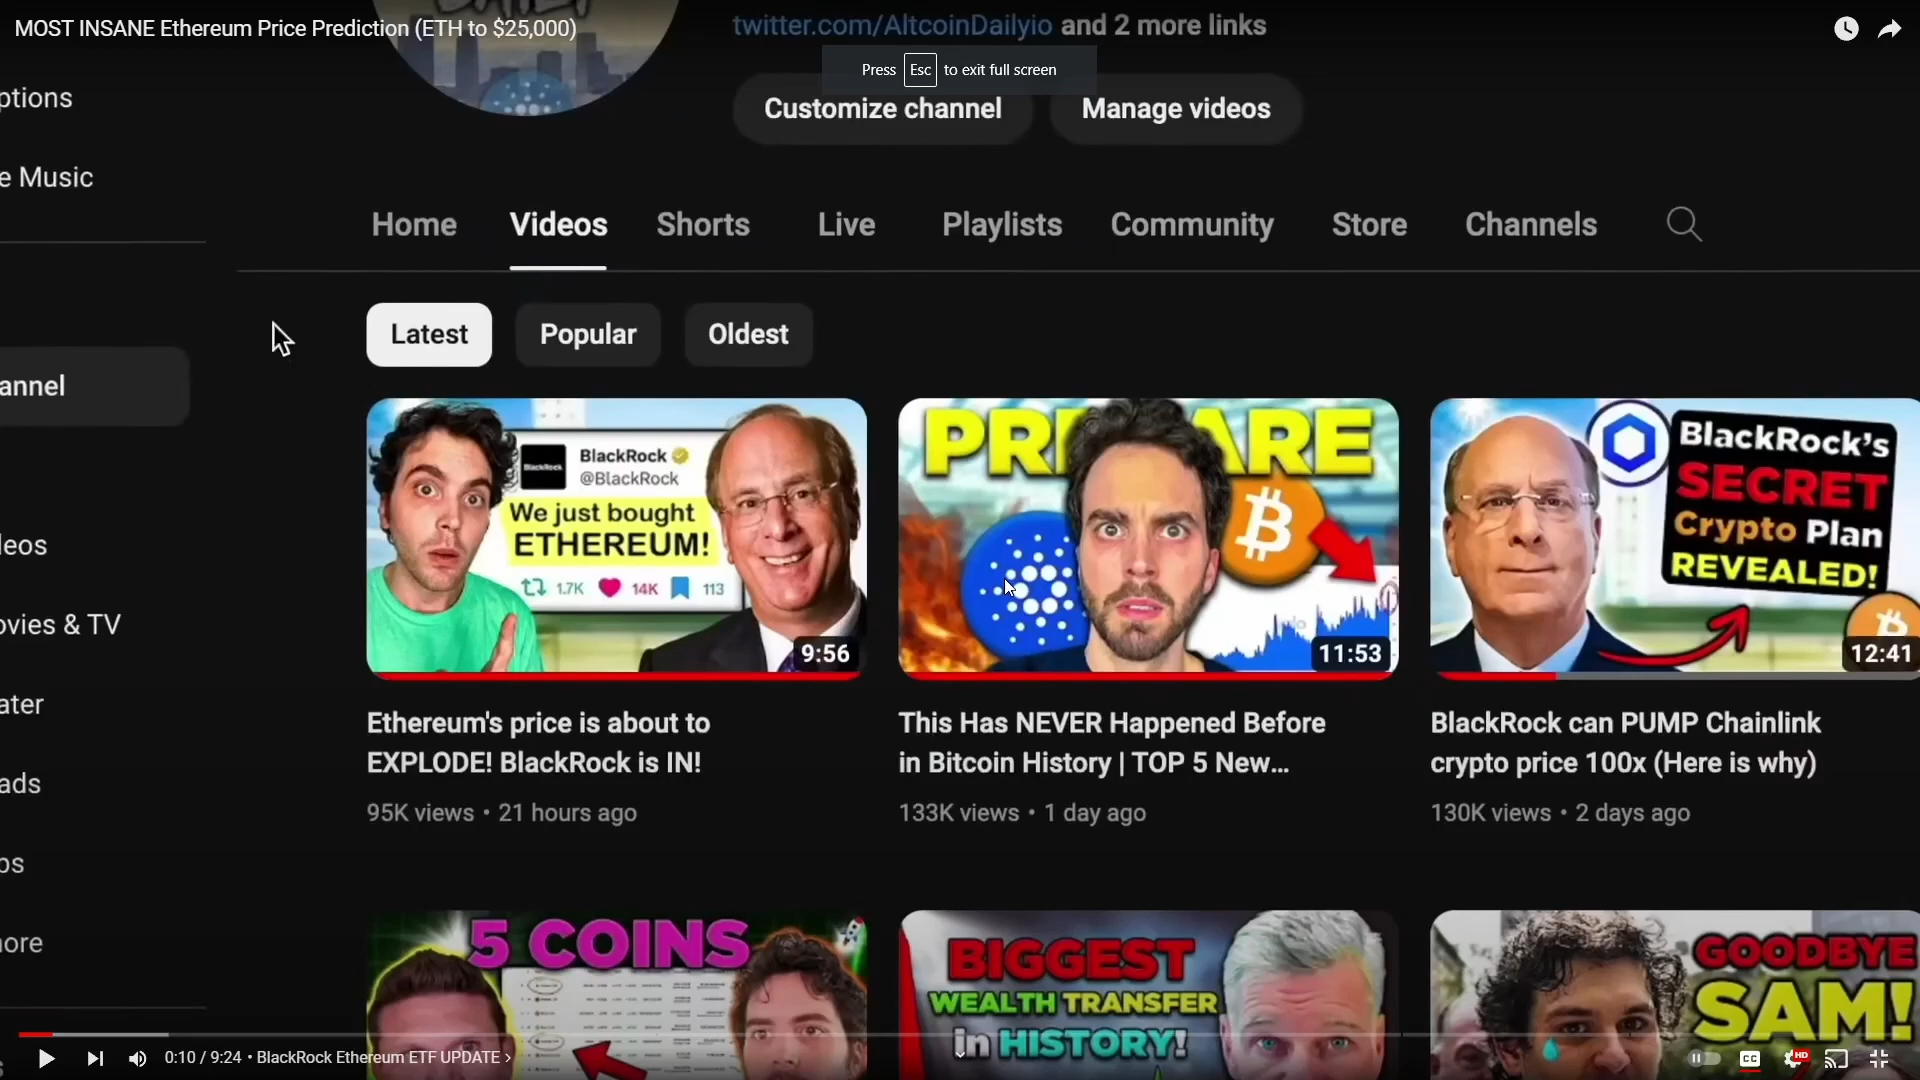 MOST INSANE Ethereum Price Prediction (ETH to $25,000)
twitter.com/AltcoinDailyio and 2 more links
Press Esc to exit full screen
Customize channel
Manage videos
ptions
e Music
annel
leos
ovies & TV
ater
ads
ps
nore
Home
Videos
Shorts
Live
Playlists
Community
Store
Channels
Latest
Popular
Oldest
BlackRock
BlackRock
@BlackRock
We just bought
ETHEREUM!
1.7K
14K
113
9:56
Ethereum's price is about to
EXPLODE! BlackRock is IN!
95K views • 21 hours ago
11:53
This Has NEVER Happened Before
in Bitcoin History | TOP 5 New...
133K views • 1 day ago
BlackRock's
SECRET
Crypto Plan
REVEALED!
12:41
BlackRock can PUMP Chainlink
crypto price 100x (Here is why)
130K views • 2 days ago
5 COINS
BIGGEST
WEALTH TRANSFER
in HISTORY!
GOODBYE
SAM!
0:10 / 9:24 • BlackRock Ethereum ETF UPDATE >
CC
HD